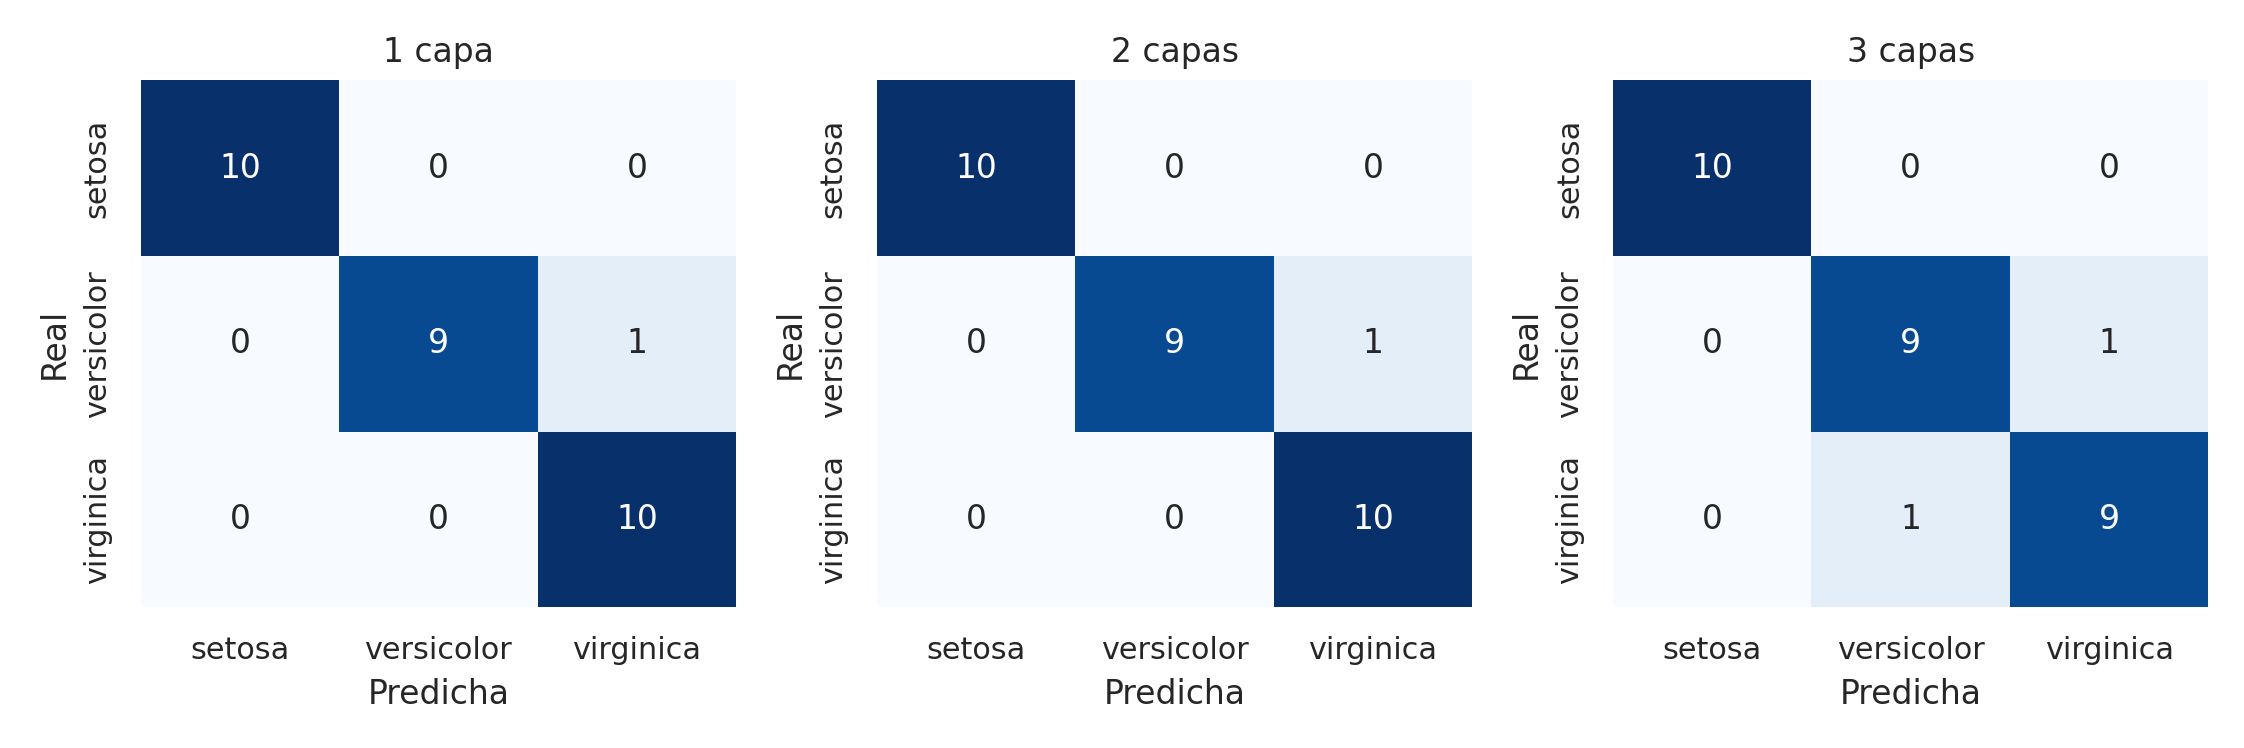 1 capa
setosa
10 0 0
Real
versicolor
0 9 1
virginica
0 0 10
setosa versicolor virginica
Predicha
2 capas
setosa
10 0 0
Real
versicolor
0 9 1
virginica
0 0 10
setosa versicolor virginica
Predicha
3 capas
setosa
10 0 0
Real
versicolor
0 9 1
virginica
0 1 9
setosa versicolor virginica
Predicha